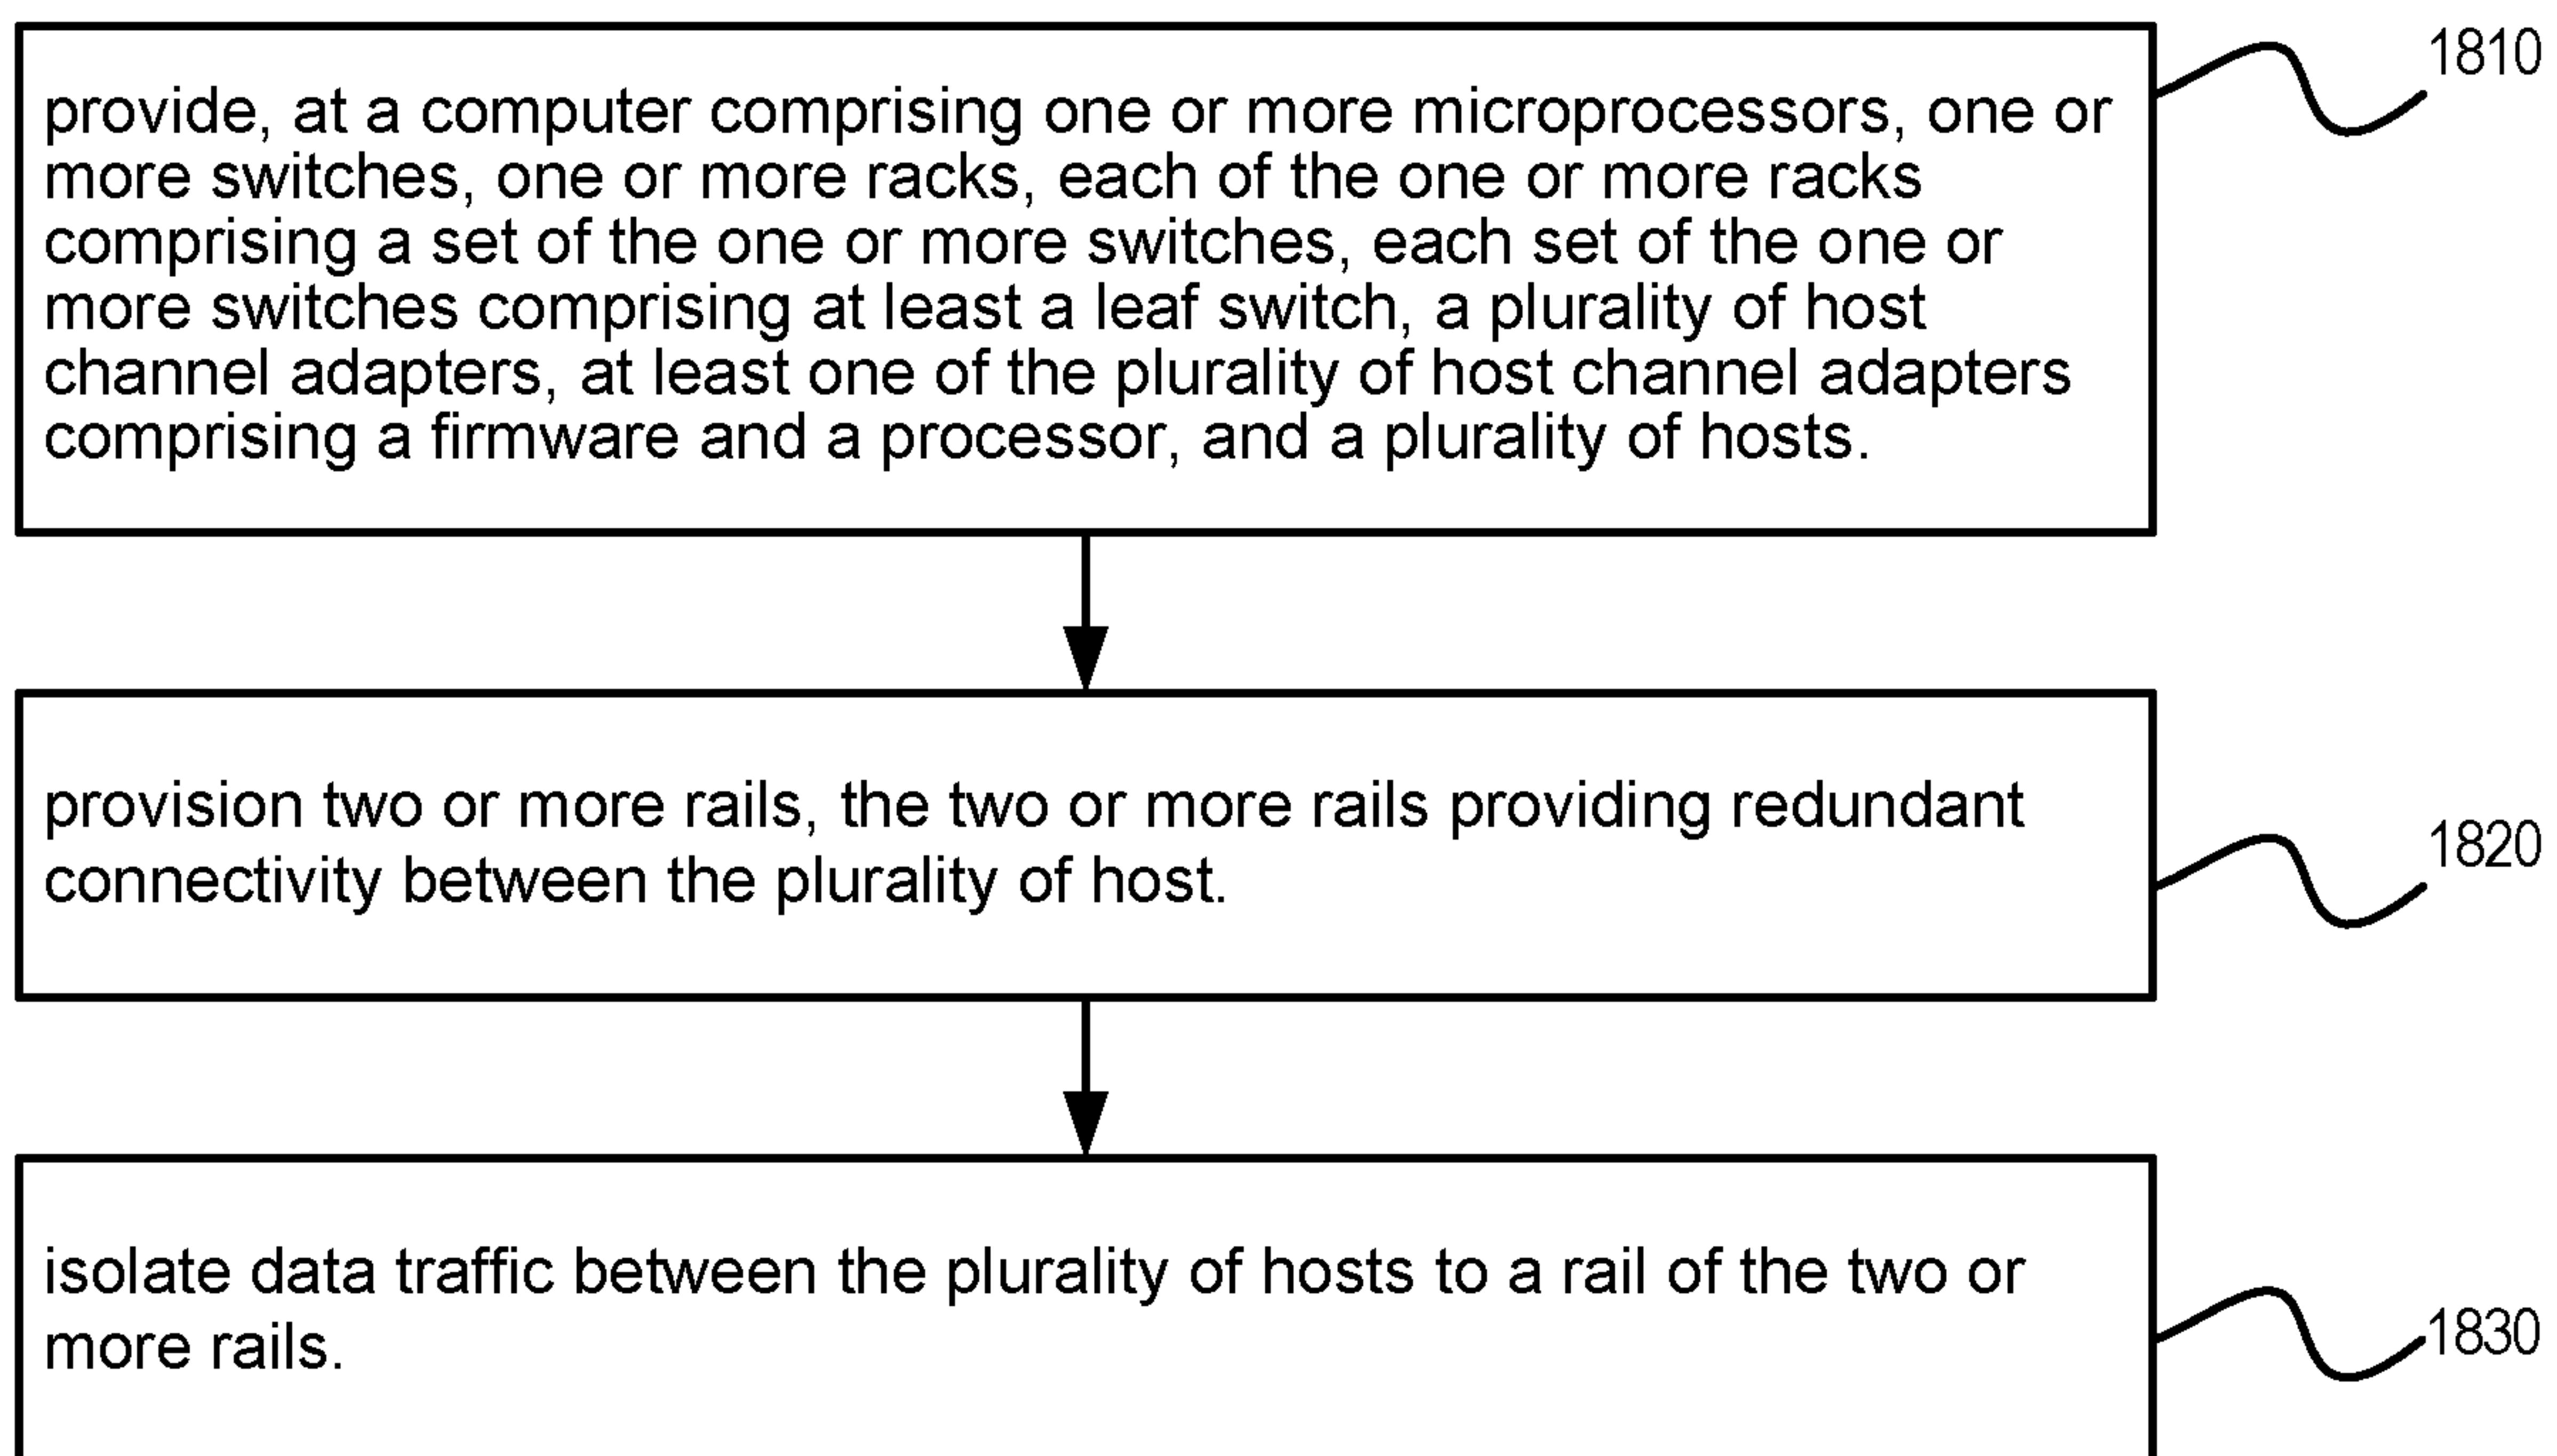 provide, at a computer comprising one or more microprocessors, one or
more switches, one or more racks, each of the one or more racks
comprising a set of the one or more switches, each set of the one or
more switches comprising at least a leaf switch, a plurality of host
channel adapters, at least one of the plurality of host channel adapters
comprising a firmware and a processor, and a plurality of hosts.
1810
provision two or more rails, the two or more rails providing redundant
connectivity between the plurality of host.
1820
isolate data traffic between the plurality of hosts to a rail of the two or
more rails.
1830